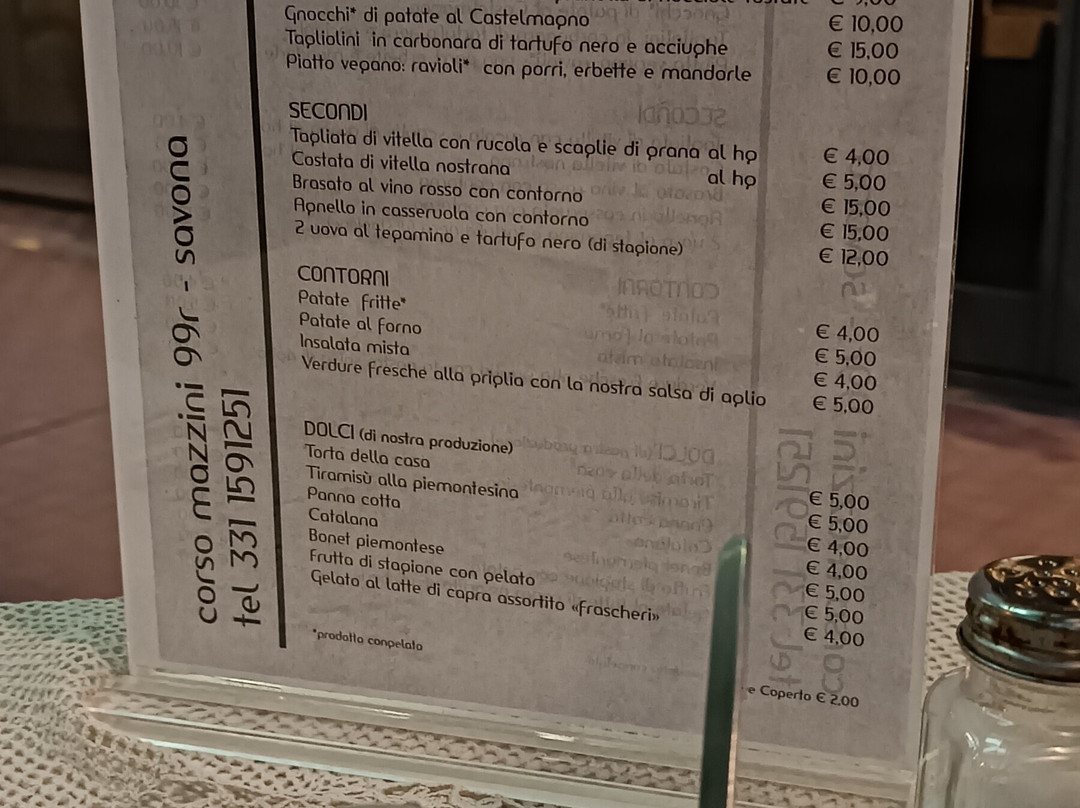 € 9,00
Gnocchi* di patate al Castelmagno € 10,00
Tagliolini in carbonara di tartufo nero e acciughe € 15,00
Piatto vegano: ravioli* con porri, erbette e mandorle € 10,00
SECONDI
Tagliata di vitella con rucola e scaglie di grana al hg € 4,00
Costata di vitella nostrana al hg € 5,00
Brasato al vino rosso con contorno € 15,00
Agnello in casseruola con contorno € 15,00
2 uova al tegamino e tartufo nero (di stagione) € 12,00
CONTORNI
Patate fritte* € 4,00
Patate al forno € 5,00
Insalata mista € 4,00
Verdure fresche alla griglia con la nostra salsa di aglio € 5,00
DOLCI (di nostra produzione)
Torta della casa € 5,00
Tiramisù alla piemontesina € 5,00
Panna cotta € 4,00
Catalana € 4,00
Bonet piemontese € 5,00
Frutta di stagione con gelato € 5,00
Gelato al latte di capra assortito «frascheri» € 4,00
*prodotto congelato
e Coperto € 2,00
corso mazzini 99r - savona
tel 331 1591251